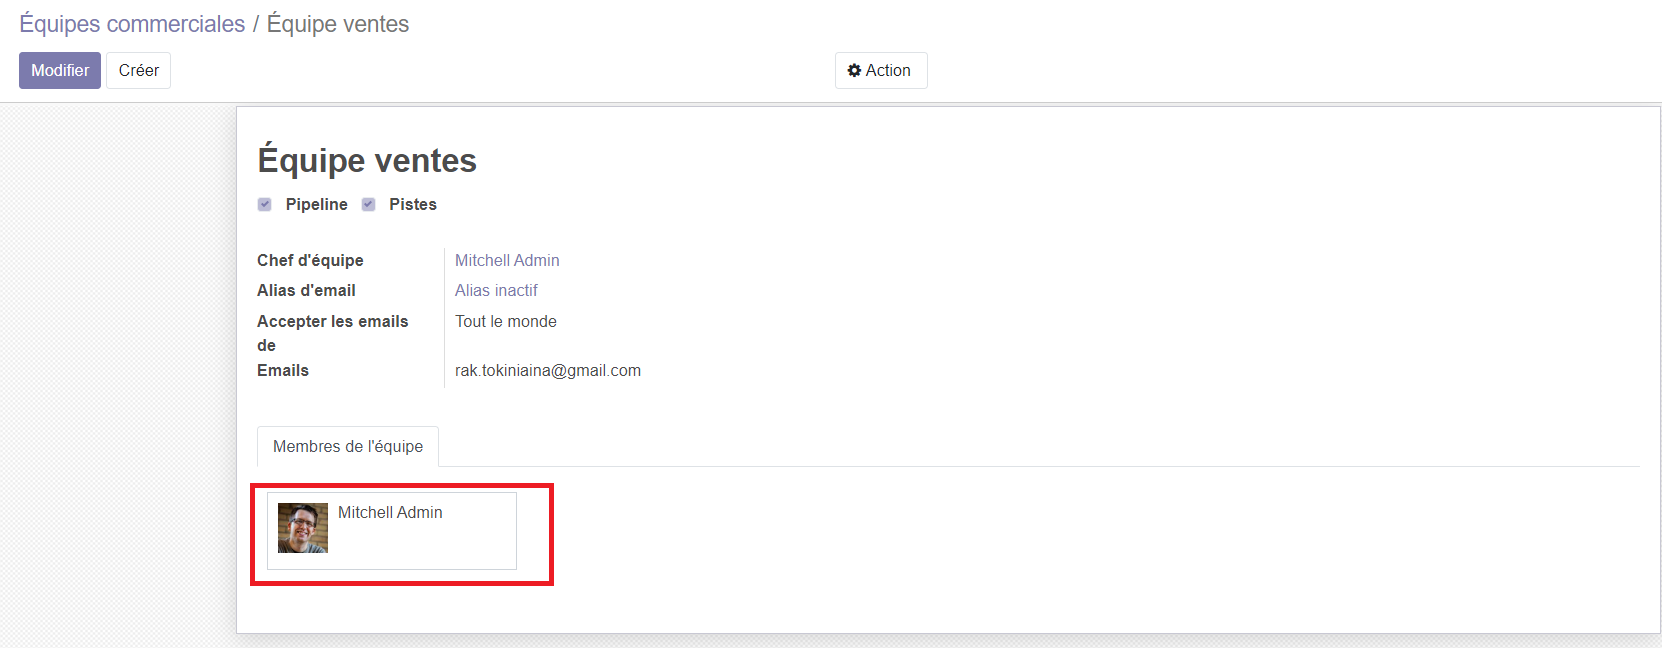 Équipes commerciales / Équipe ventes
Modifier Créer Action
Équipe ventes
Pipeline Pistes
Chef d'équipe Mitchell Admin
Alias d'email Alias inactif
Accepter les emails de Tout le monde
Emails rak.tokiniaina@gmail.com
Membres de l'équipe
Mitchell Admin